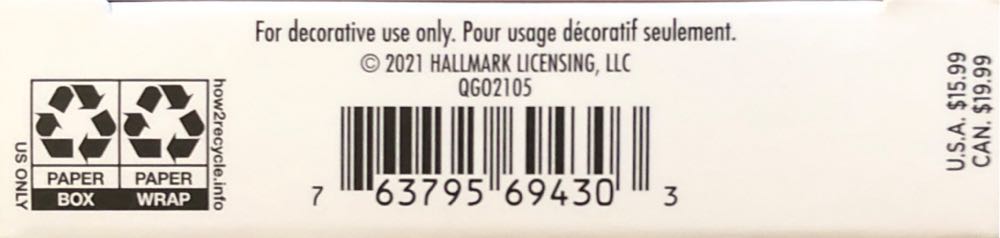 For decorative use only. Pour usage décoratif seulement.
© 2021 HALLMARK LICENSING, LLC
QGO2105
7 63795 69430 3
how2recycle.info
PAPER
BOX
PAPER
WRAP
US ONLY
U.S.A. $15.99
CAN. $19.99